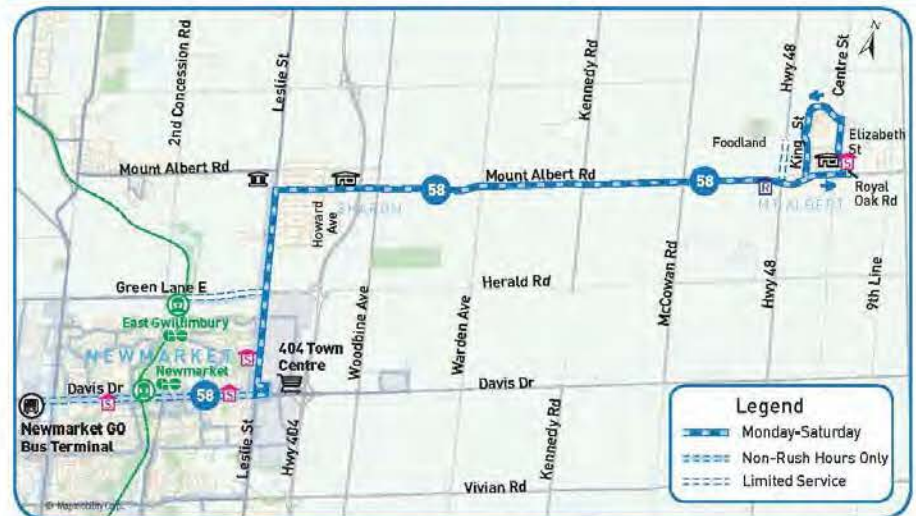 2nd Concession Rd
Leslie St
Kennedy Rd
Hwy 48
Centre St
N
Foodland
King St
Elizabeth
St
Mount Albert Rd
58
Mount Albert Rd
58
SHARON
Howard
Ave
MT ALBERT
Royal
Oak Rd
Green Lane E
Herald Rd
East Gwillimbury
NEWMARKET
Newmarket
404 Town
Centre
Woodbine Ave
Warden Ave
McCowan Rd
Hwy 48
9th Line
Davis Dr
58
Davis Dr
Newmarket GO
Bus Terminal
Leslie St
Hwy 404
Kennedy Rd
Vivian Rd
Legend
Monday-Saturday
Non-Rush Hours Only
Limited Service